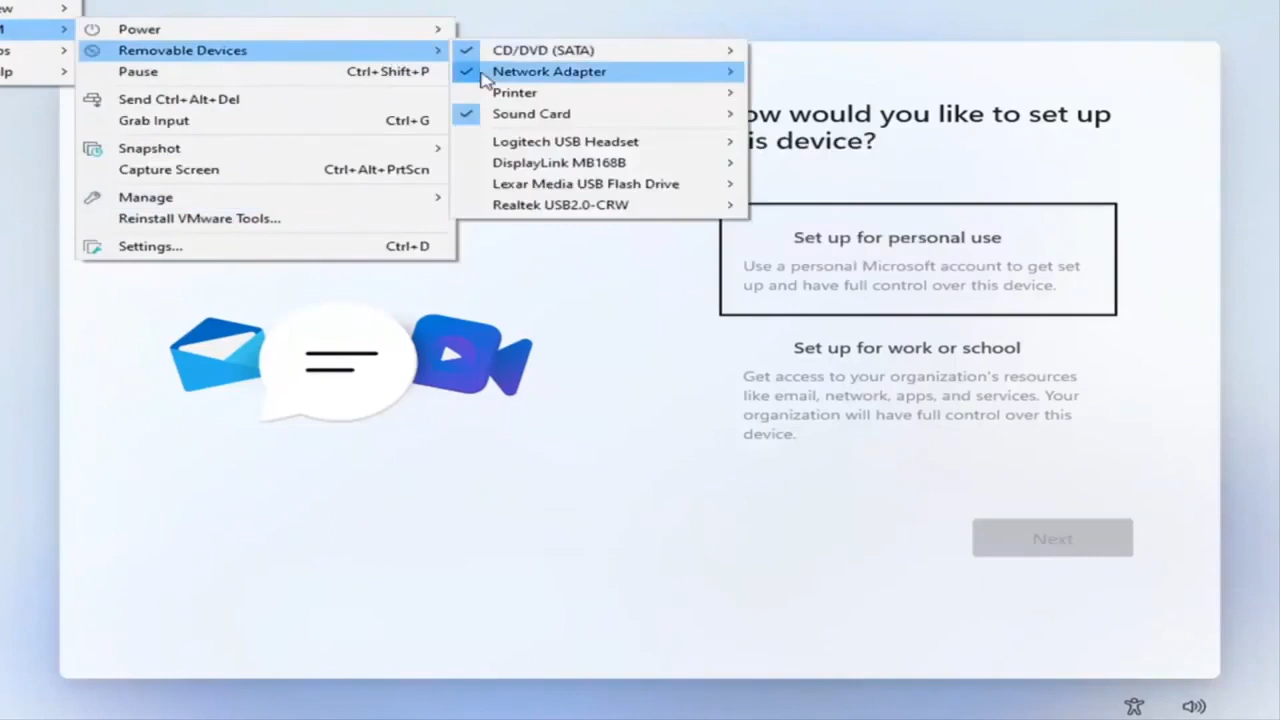 ew
M
Power
ps
Removable Devices
lp
Pause Ctrl+Shift+P
Send Ctrl+Alt+Del
Grab Input Ctrl+G
Snapshot
Capture Screen Ctrl+Alt+PrtScn
Manage
Reinstall VMware Tools...
Settings... Ctrl+D
CD/DVD (SATA)
Network Adapter
Printer
Sound Card
Logitech USB Headset
DisplayLink MB168B
Lexar Media USB Flash Drive
Realtek USB2.0-CRW
ow would you like to set up
is device?
Set up for personal use
Use a personal Microsoft account to get set
up and have full control over this device.
Set up for work or school
Get access to your organization's resources
like email, network, apps, and services. Your
organization will have full control over this
device.
Next